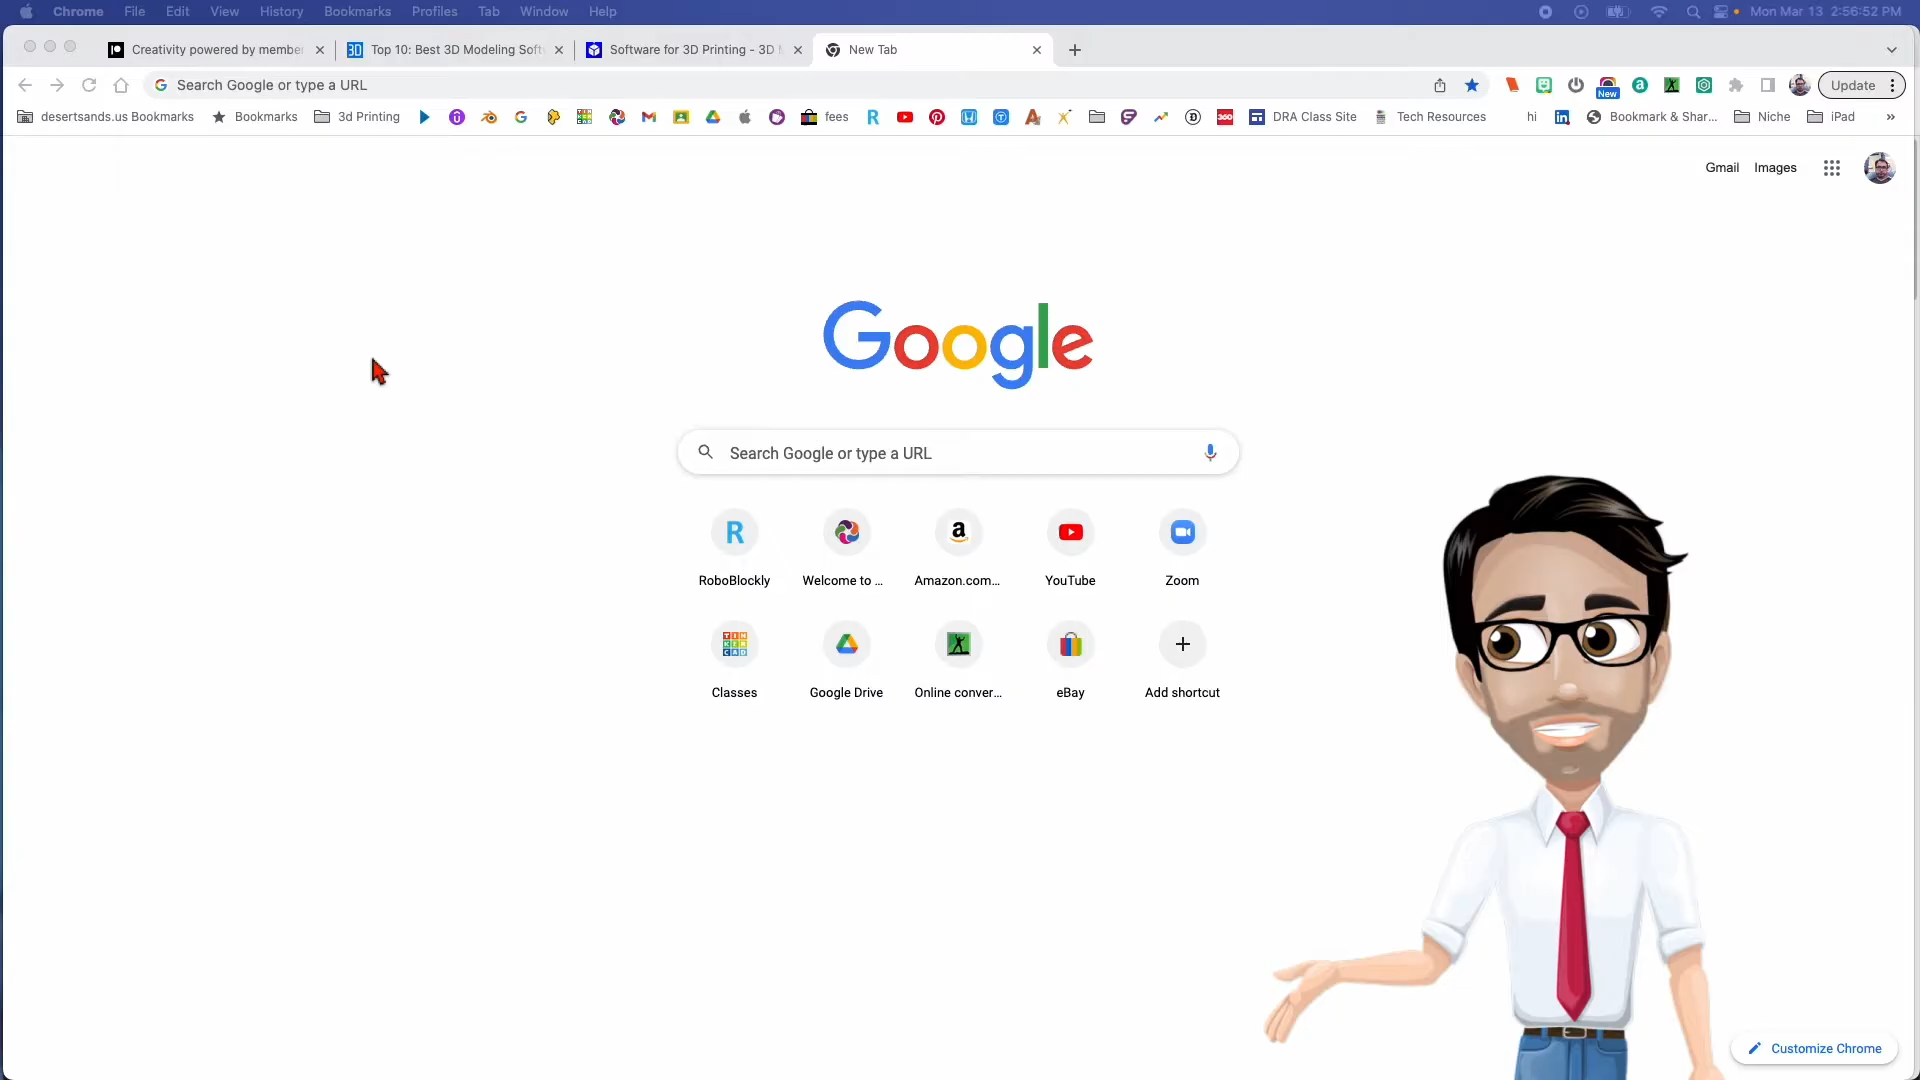 Chrome File Edit View History Bookmarks Profiles Tab Window Help Mon Mar 13 2:56:52 PM
Creativity powered by member Top 10: Best 3D Modeling Soft Software for 3D Printing - 3D New Tab
Search Google or type a URL Update
New
desertsands.us Bookmarks Bookmarks 3d Printing fees DRA Class Site Tech Resources hi Bookmark & Shar... Niche iPad »
Gmail Images
Google
Search Google or type a URL
RoboBlockly Welcome to ... Amazon.com... YouTube Zoom
Classes Google Drive Online conver... eBay Add shortcut
Customize Chrome